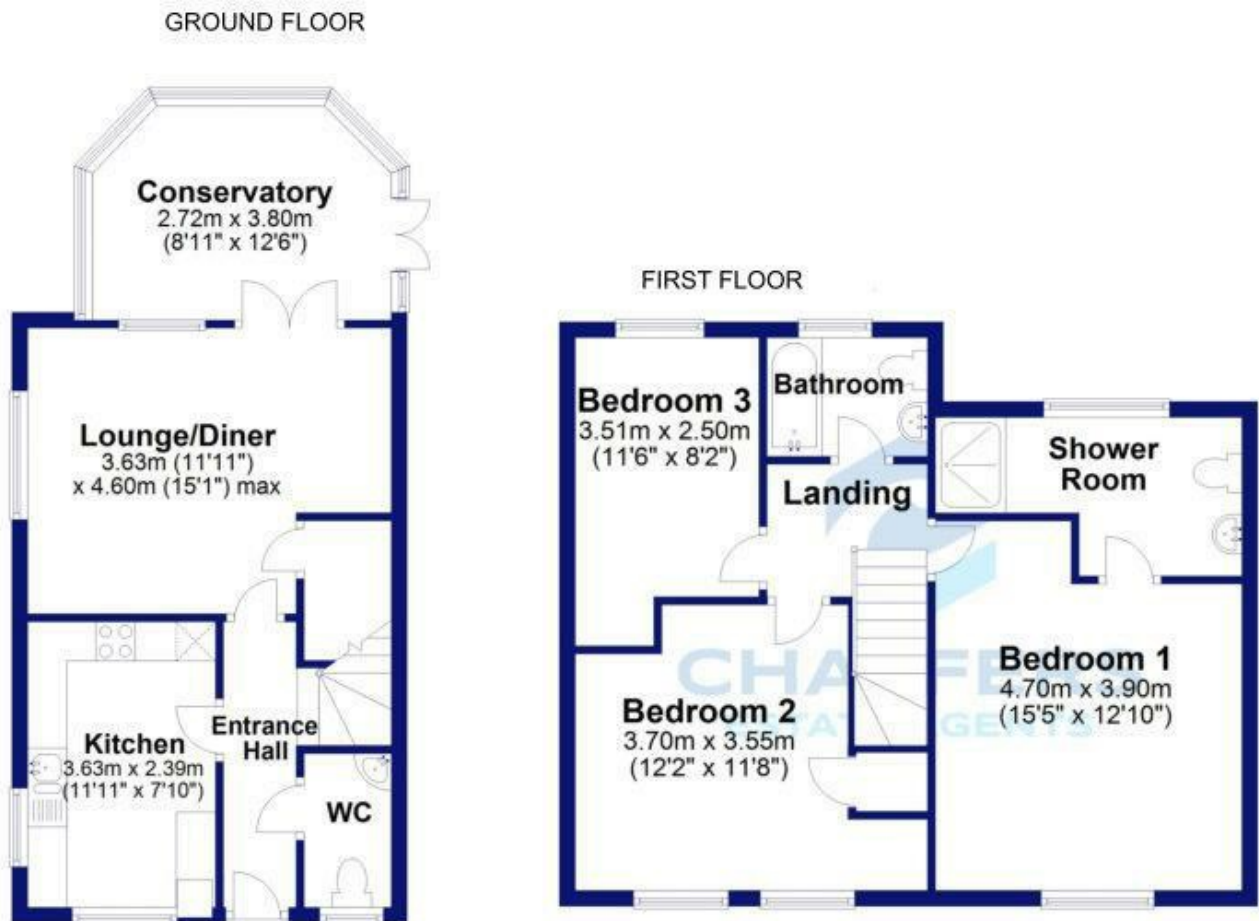 GROUND FLOOR
Conservatory
2.72m x 3.80m
(8'11" x 12'6")
Lounge/Diner
3.63m (11'11")
x 4.60m (15'1") max
Kitchen
3.63m x 2.39m
(11'11" x 7'10")
Entrance
Hall
WC
FIRST FLOOR
Bedroom 3
3.51m x 2.50m
(11'6" x 8'2")
Bathroom
Landing
Shower
Room
Bedroom 2
3.70m x 3.55m
(12'2" x 11'8")
Bedroom 1
4.70m x 3.90m
(15'5" x 12'10")